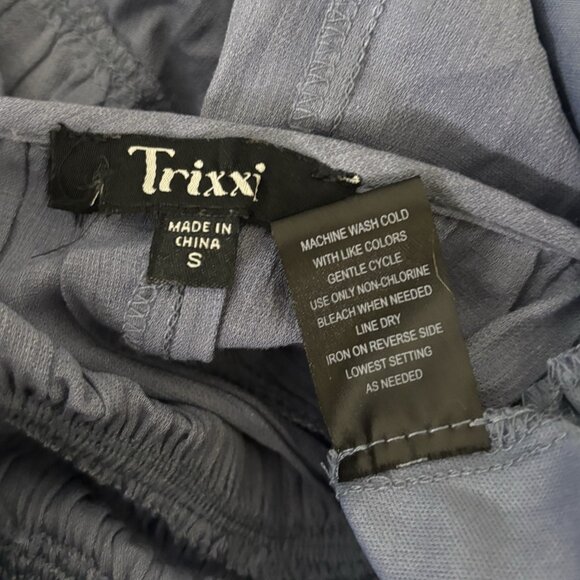 Trixxi
MADE IN
CHINA
S
MACHINE WASH COLD
WITH LIKE COLORS
GENTLE CYCLE
USE ONLY NON-CHLORINE
BLEACH WHEN NEEDED
LINE DRY
IRON ON REVERSE SIDE
LOWEST SETTING
AS NEEDED